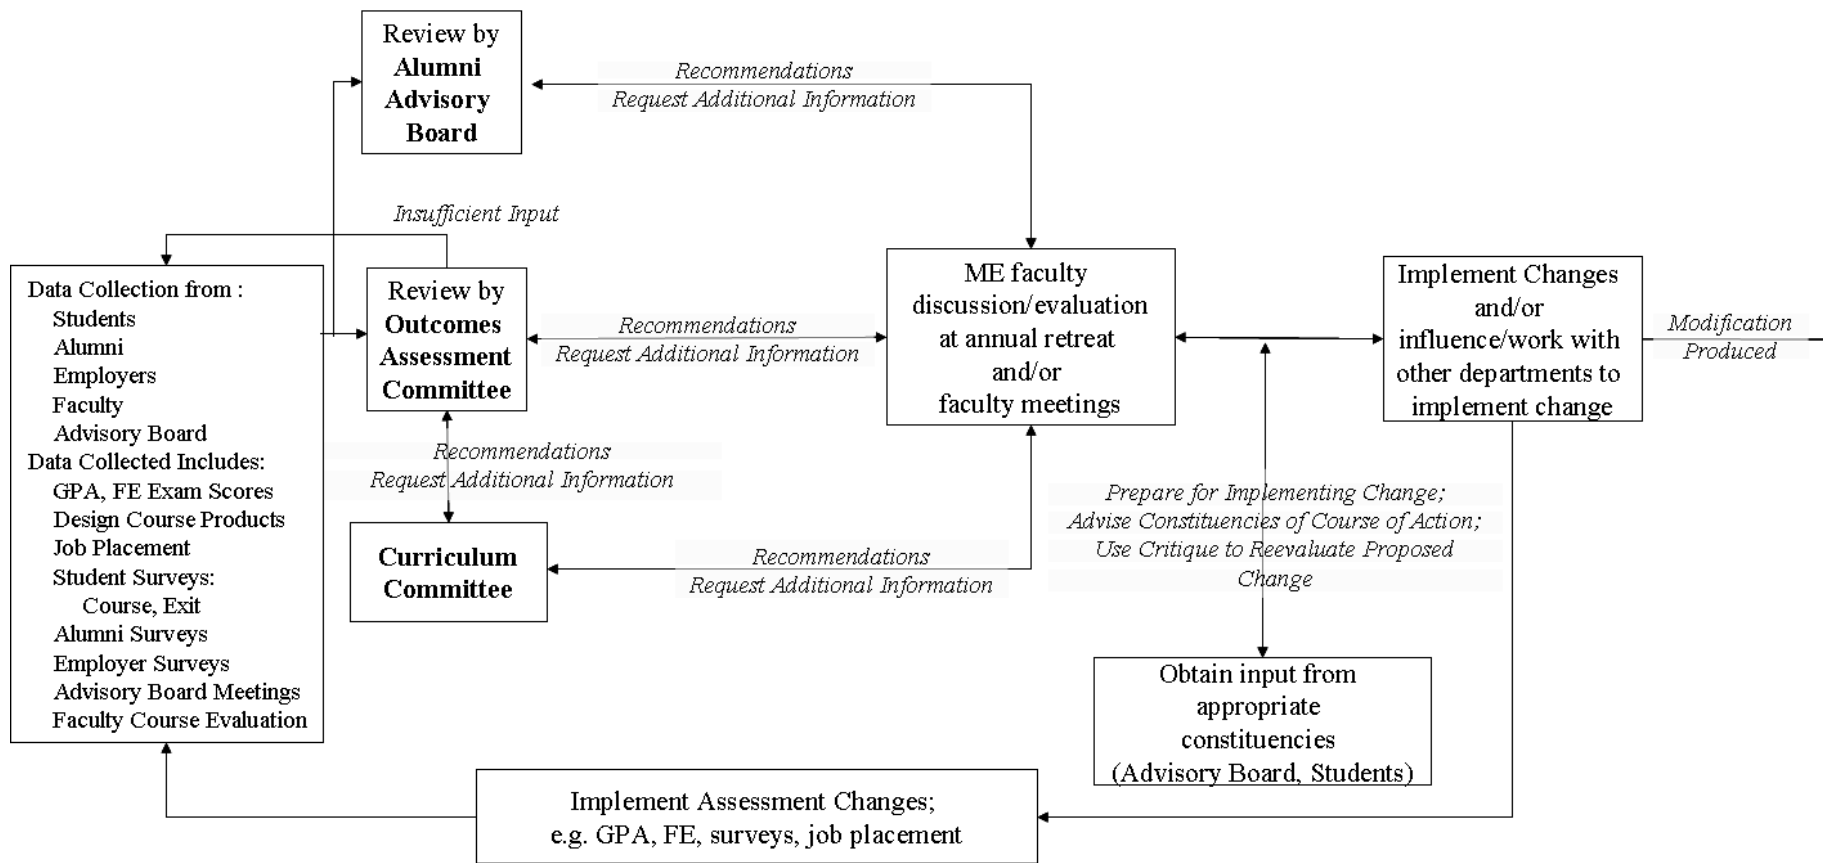 Review by
Alumni
Advisory
Board
Recommendations
Request Additional Information
Insufficient Input
Data Collection from :
Students
Alumni
Employers
Faculty
Advisory Board
Data Collected Includes:
GPA, FE Exam Scores
Design Course Products
Job Placement
Student Surveys:
Course, Exit
Alumni Surveys
Employer Surveys
Advisory Board Meetings
Faculty Course Evaluation
Review by
Outcomes
Assessment
Committee
Recommendations
Request Additional Information
Recommendations
Request Additional Information
Curriculum
Committee
Recommendations
Request Additional Information
ME faculty
discussion/evaluation
at annual retreat
and/or
faculty meetings
Implement Changes
and/or
influence/work with
other departments to
implement change
Modification
Produced
Prepare for Implementing Change;
Advise Constituencies of Course of Action;
Use Critique to Reevaluate Proposed
Change
Obtain input from
appropriate
constituencies
(Advisory Board, Students)
Implement Assessment Changes;
e.g. GPA, FE, surveys, job placement